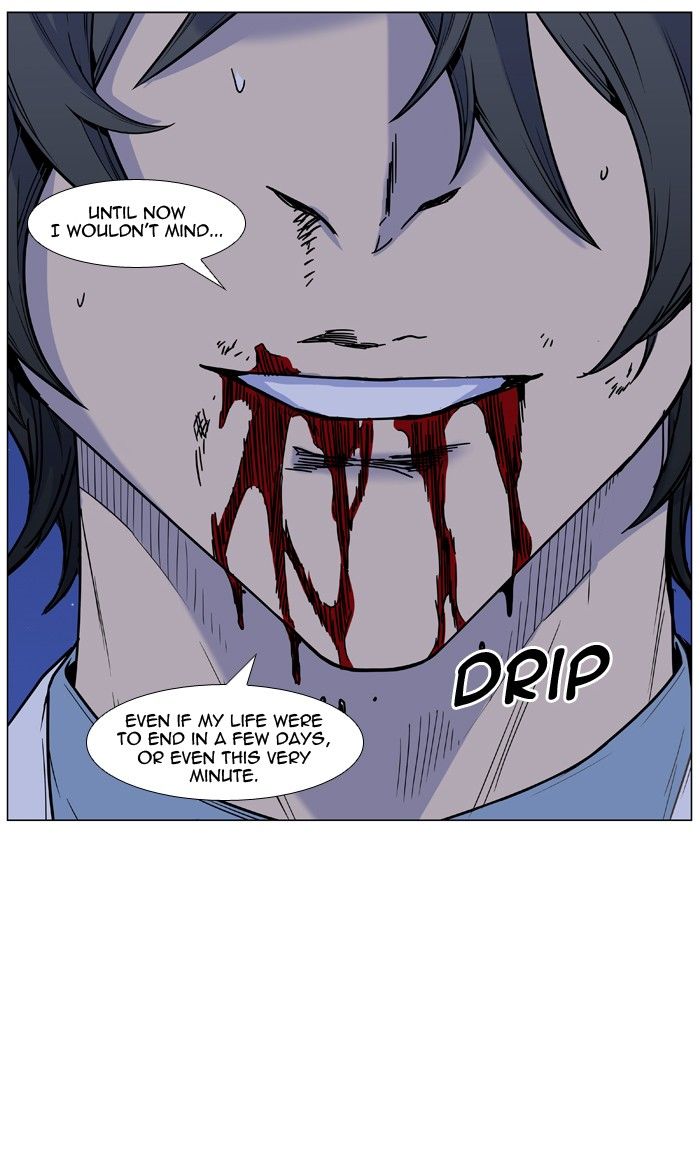 UNTIL NOW
I WOULDN'T MIND...
DRIP
EVEN IF MY LIFE WERE
TO END IN A FEW DAYS,
OR EVEN THIS VERY
MINUTE.